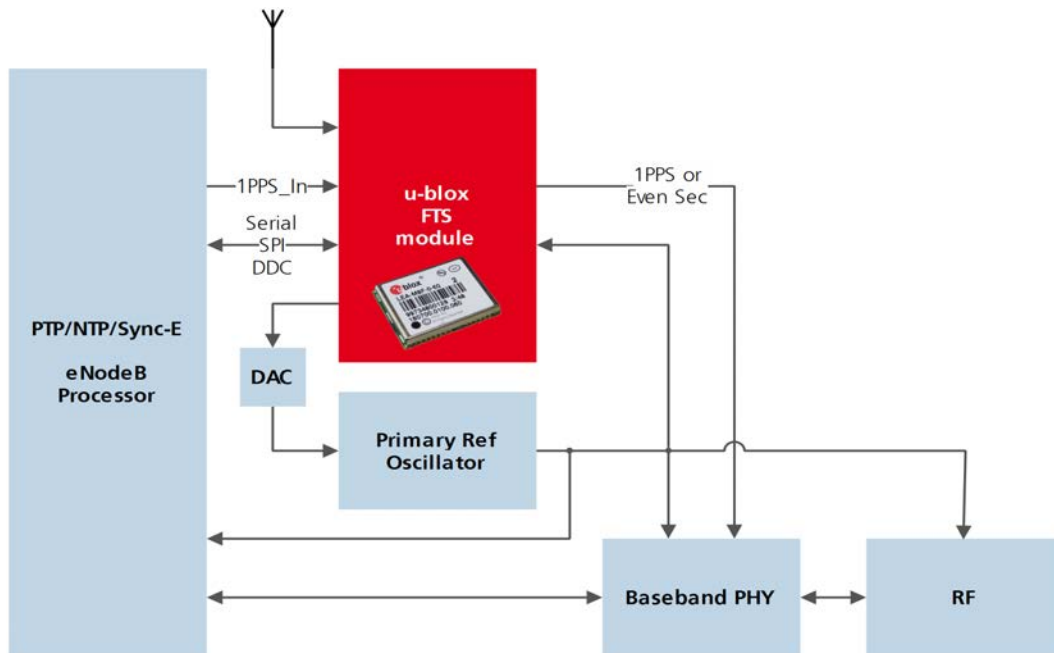 1PPS_In
Serial
SPI
DDC
u-blox
FTS
module
1PPS or
Even Sec
blox
PTP/NTP/Sync-E
eNodeB
Processor
DAC
Primary Ref
Oscillator
Baseband PHY
RF